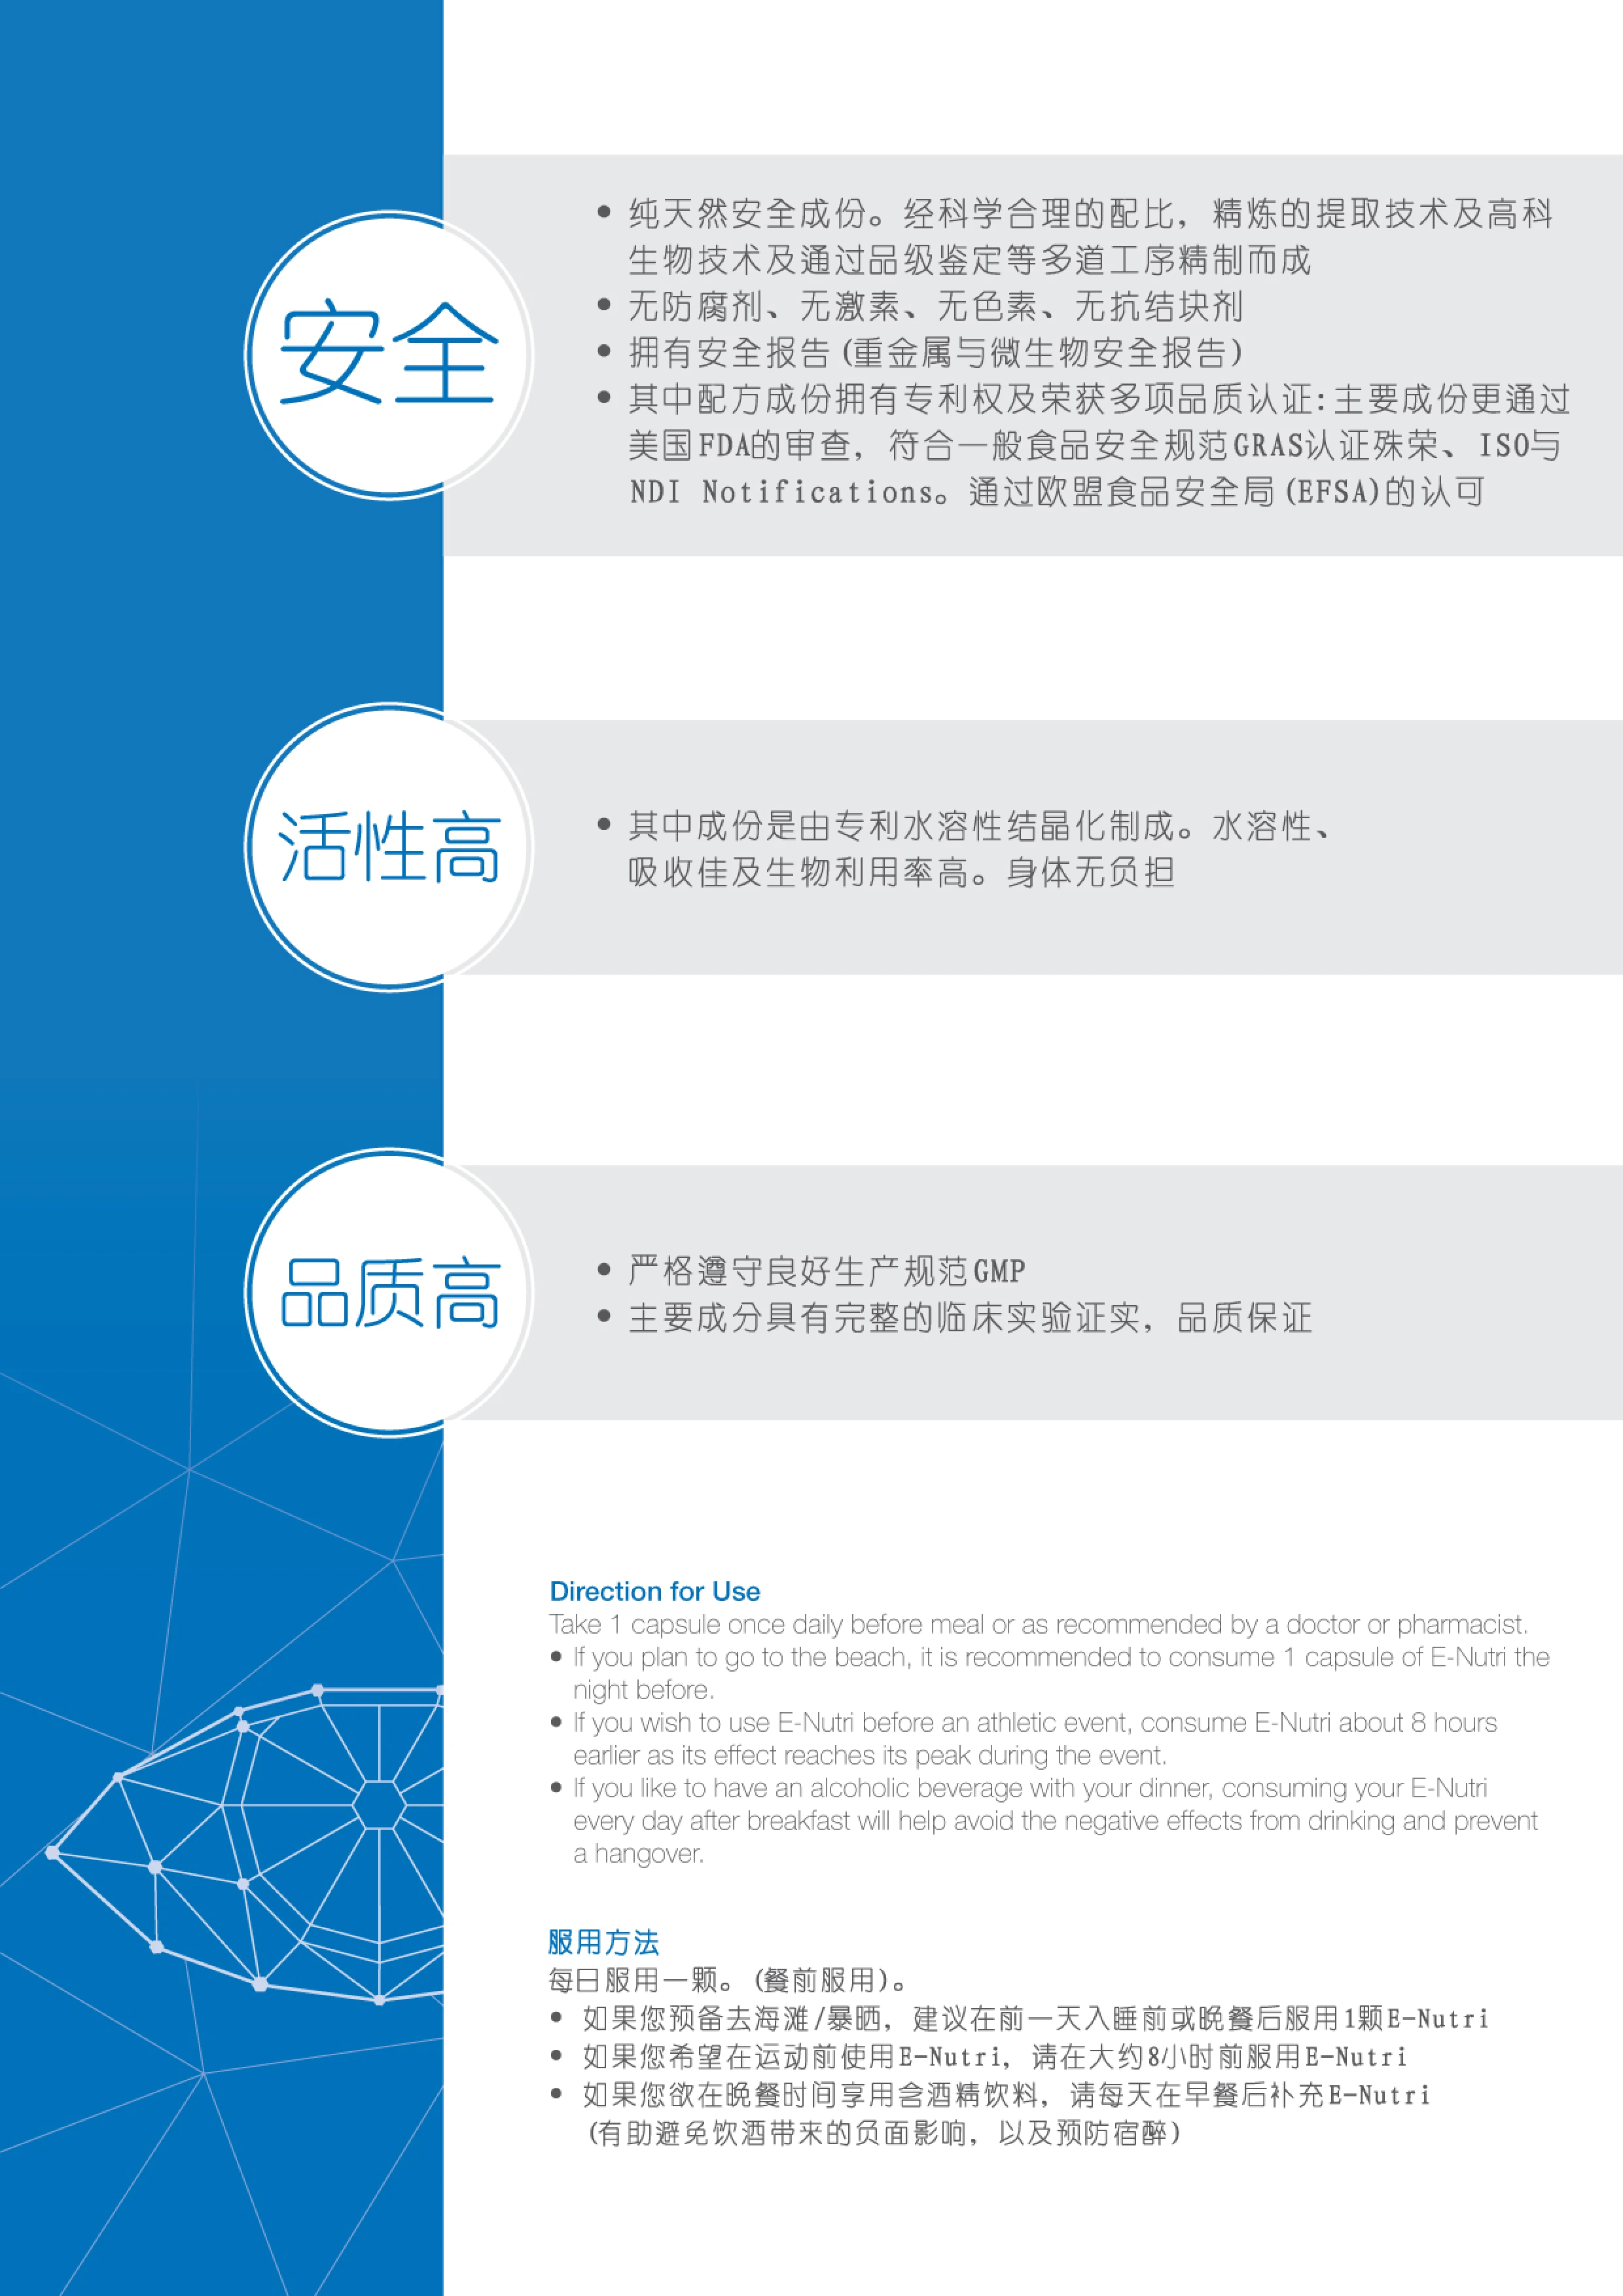 安全
• 纯天然安全成份。经科学合理的配比，精炼的提取技术及高科
生物技术及通过品级鉴定等多道工序精制而成
• 无防腐剂、无激素、无色素、无抗结块剂
• 拥有安全报告 (重金属与微生物安全报告)
• 其中配方成份拥有专利权及荣获多项品质认证:主要成份更通过
美国FDA的审查，符合一般食品安全规范GRAS认证殊荣、ISO与
NDI Notifications。通过欧盟食品安全局(EFSA)的认可
活性高
• 其中成份是由专利水溶性结晶化制成。水溶性、
吸收佳及生物利用率高。身体无负担
品质高
• 严格遵守良好生产规范GMP
• 主要成分具有完整的临床实验证实，品质保证
Direction for Use
Take 1 capsule once daily before meal or as recommended by a doctor or pharmacist.
• If you plan to go to the beach, it is recommended to consume 1 capsule of E-Nutri the
night before.
• If you wish to use E-Nutri before an athletic event, consume E-Nutri about 8 hours
earlier as its effect reaches its peak during the event.
• If you like to have an alcoholic beverage with your dinner, consuming your E-Nutri
every day after breakfast will help avoid the negative effects from drinking and prevent
a hangover.
服用方法
每日服用一颗。(餐前服用)。
• 如果您预备去海滩/暴晒，建议在前一天入睡前或晚餐后服用1颗E-Nutri
• 如果您希望在运动前使用E-Nutri，请在大约8小时前服用E-Nutri
• 如果您欲在晚餐时间享用含酒精饮料，请每天在早餐后补充E-Nutri
(有助避免饮酒带来的负面影响，以及预防宿醉)